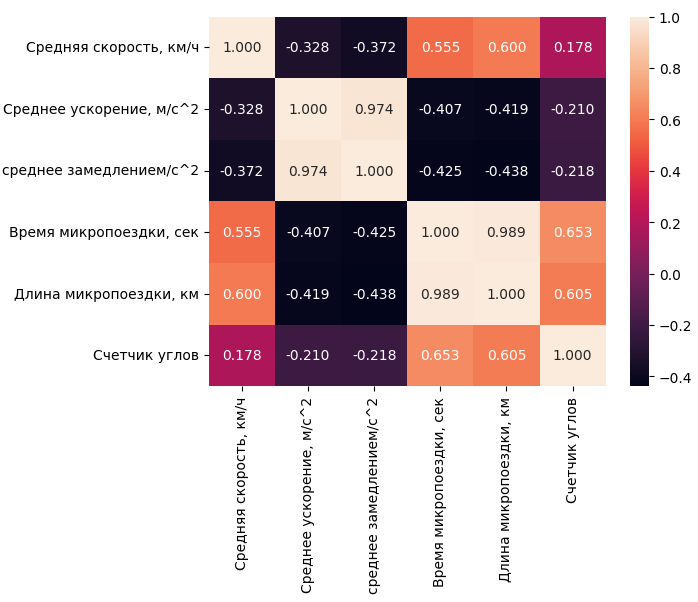 Средняя скорость, км/ч 1.000 -0.328 -0.372 0.555 0.600 0.178
Среднее ускорение, м/с^2 -0.328 1.000 0.974 -0.407 -0.419 -0.210
среднее замедлением/с^2 -0.372 0.974 1.000 -0.425 -0.438 -0.218
Время микропоездки, сек 0.555 -0.407 -0.425 1.000 0.989 0.653
Длина микропоездки, км 0.600 -0.419 -0.438 0.989 1.000 0.605
Счетчик углов 0.178 -0.210 -0.218 0.653 0.605 1.000
Средняя скорость, км/ч
Среднее ускорение, м/с^2
среднее замедлением/с^2
Время микропоездки, сек
Длина микропоездки, км
Счетчик углов
1.0
0.8
0.6
0.4
0.2
0.0
−0.2
−0.4